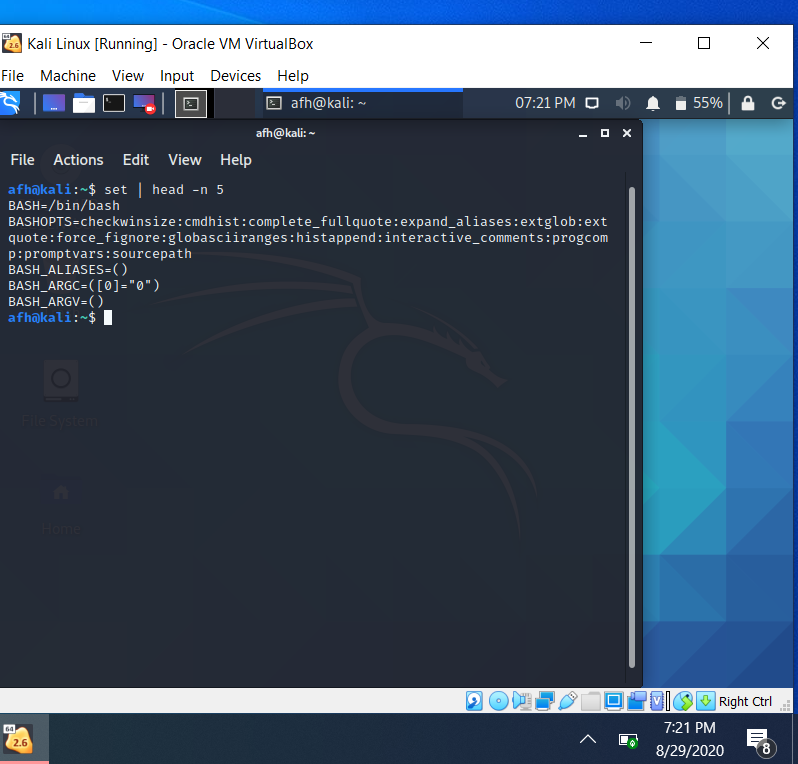 Kali Linux [Running] - Oracle VM VirtualBox
File Machine View Input Devices Help
afh@kali: ~ 07:21 PM 55%
afh@kali: ~
File Actions Edit View Help
afh@kali:~$ set | head -n 5
BASH=/bin/bash
BASHOPTS=checkwinsize:cmdhist:complete_fullquote:expand_aliases:extglob:ext
quote:force_fignore:globasciiranges:histappend:interactive_comments:progcom
p:promptvars:sourcepath
BASH_ALIASES=()
BASH_ARGC=([0]="0")
BASH_ARGV=()
afh@kali:~$
File System
Home
Right Ctrl
64
2.6
7:21 PM
8/29/2020
8